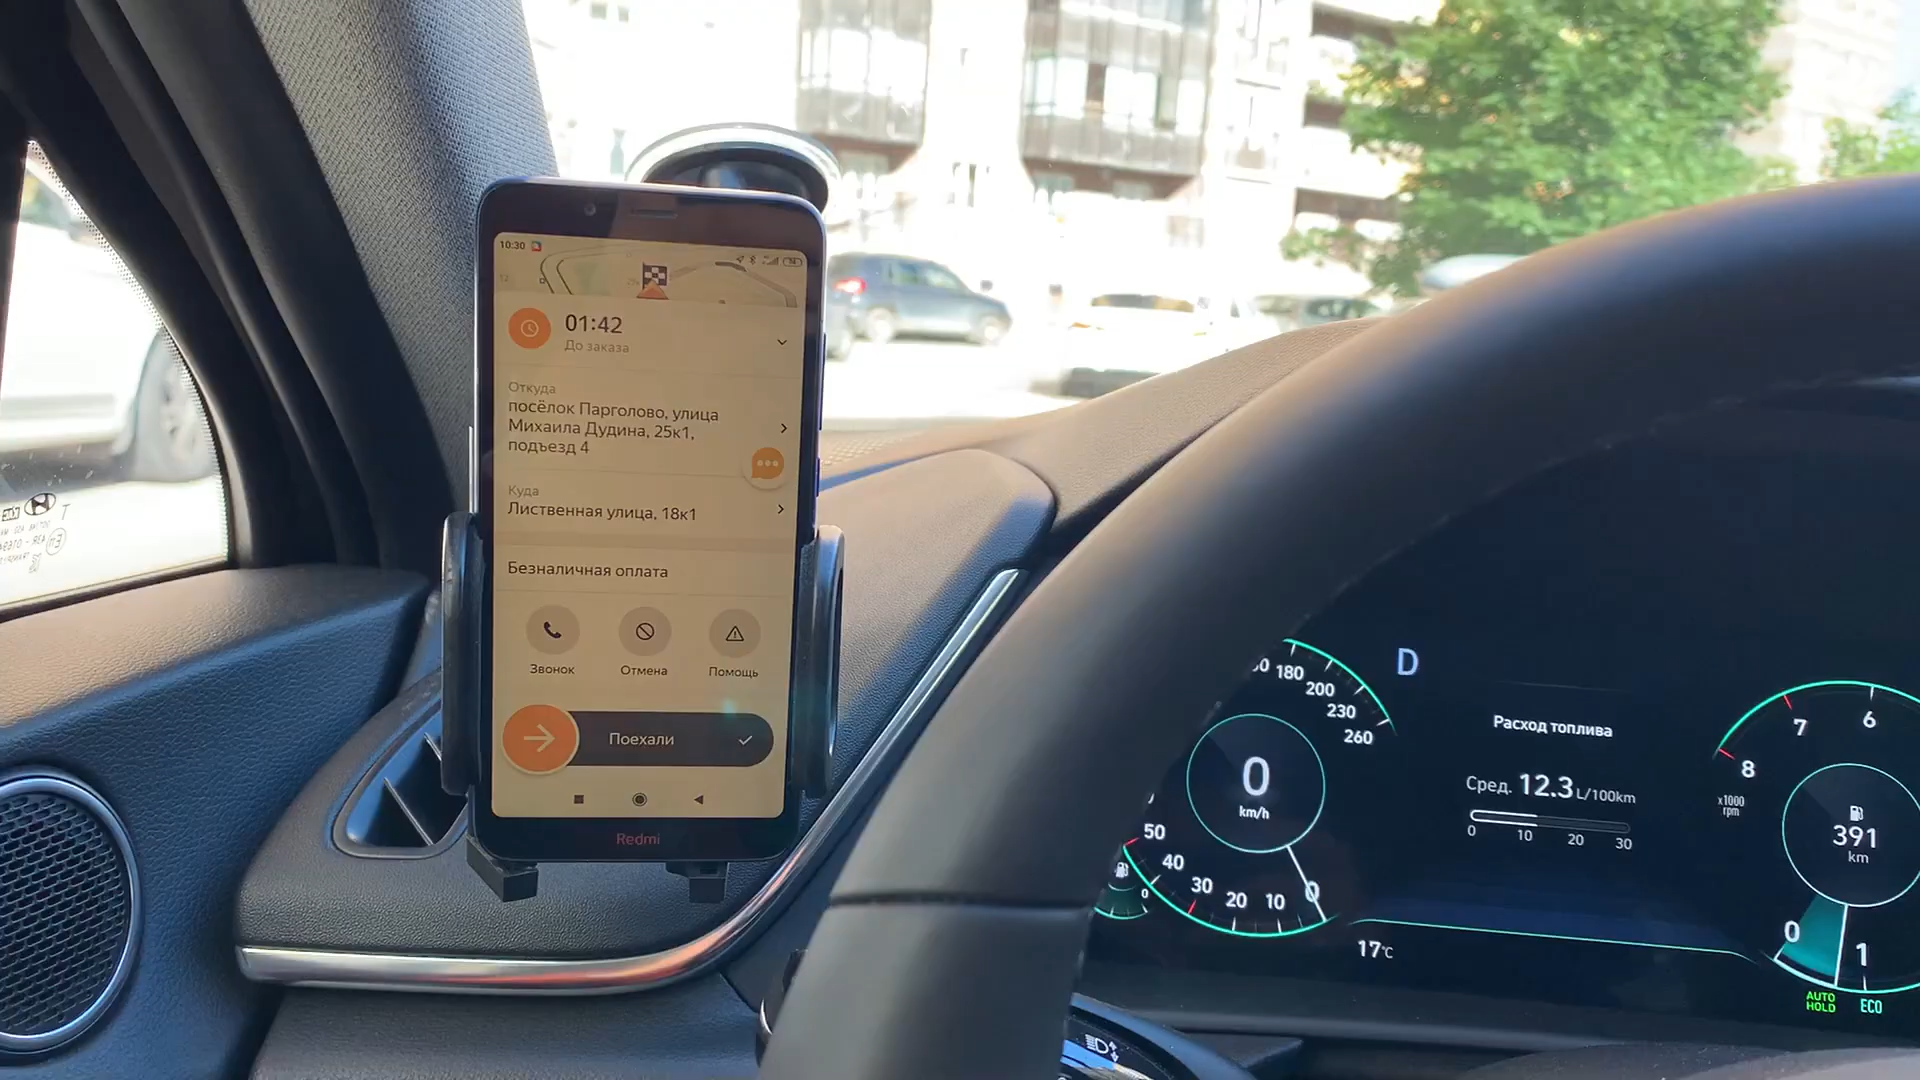 10:30
01:42
До заказа
Откуда
посёлок Парголово, улица
Михаила Дудина, 25к1,
подъезд 4
Куда
Лиственная улица, 18к1
Безналичная оплата
Звонок
Отмена
Помощь
Поехали
Redmi
180
200
230
260
0
km/h
50
40
30
20
10
0
0
17°C
D
Расход топлива
Сред. 12.3 L/100km
0
10
20
30
8
7
6
x1000
rpm
391
km
0
1
AUTO
HOLD
ECO